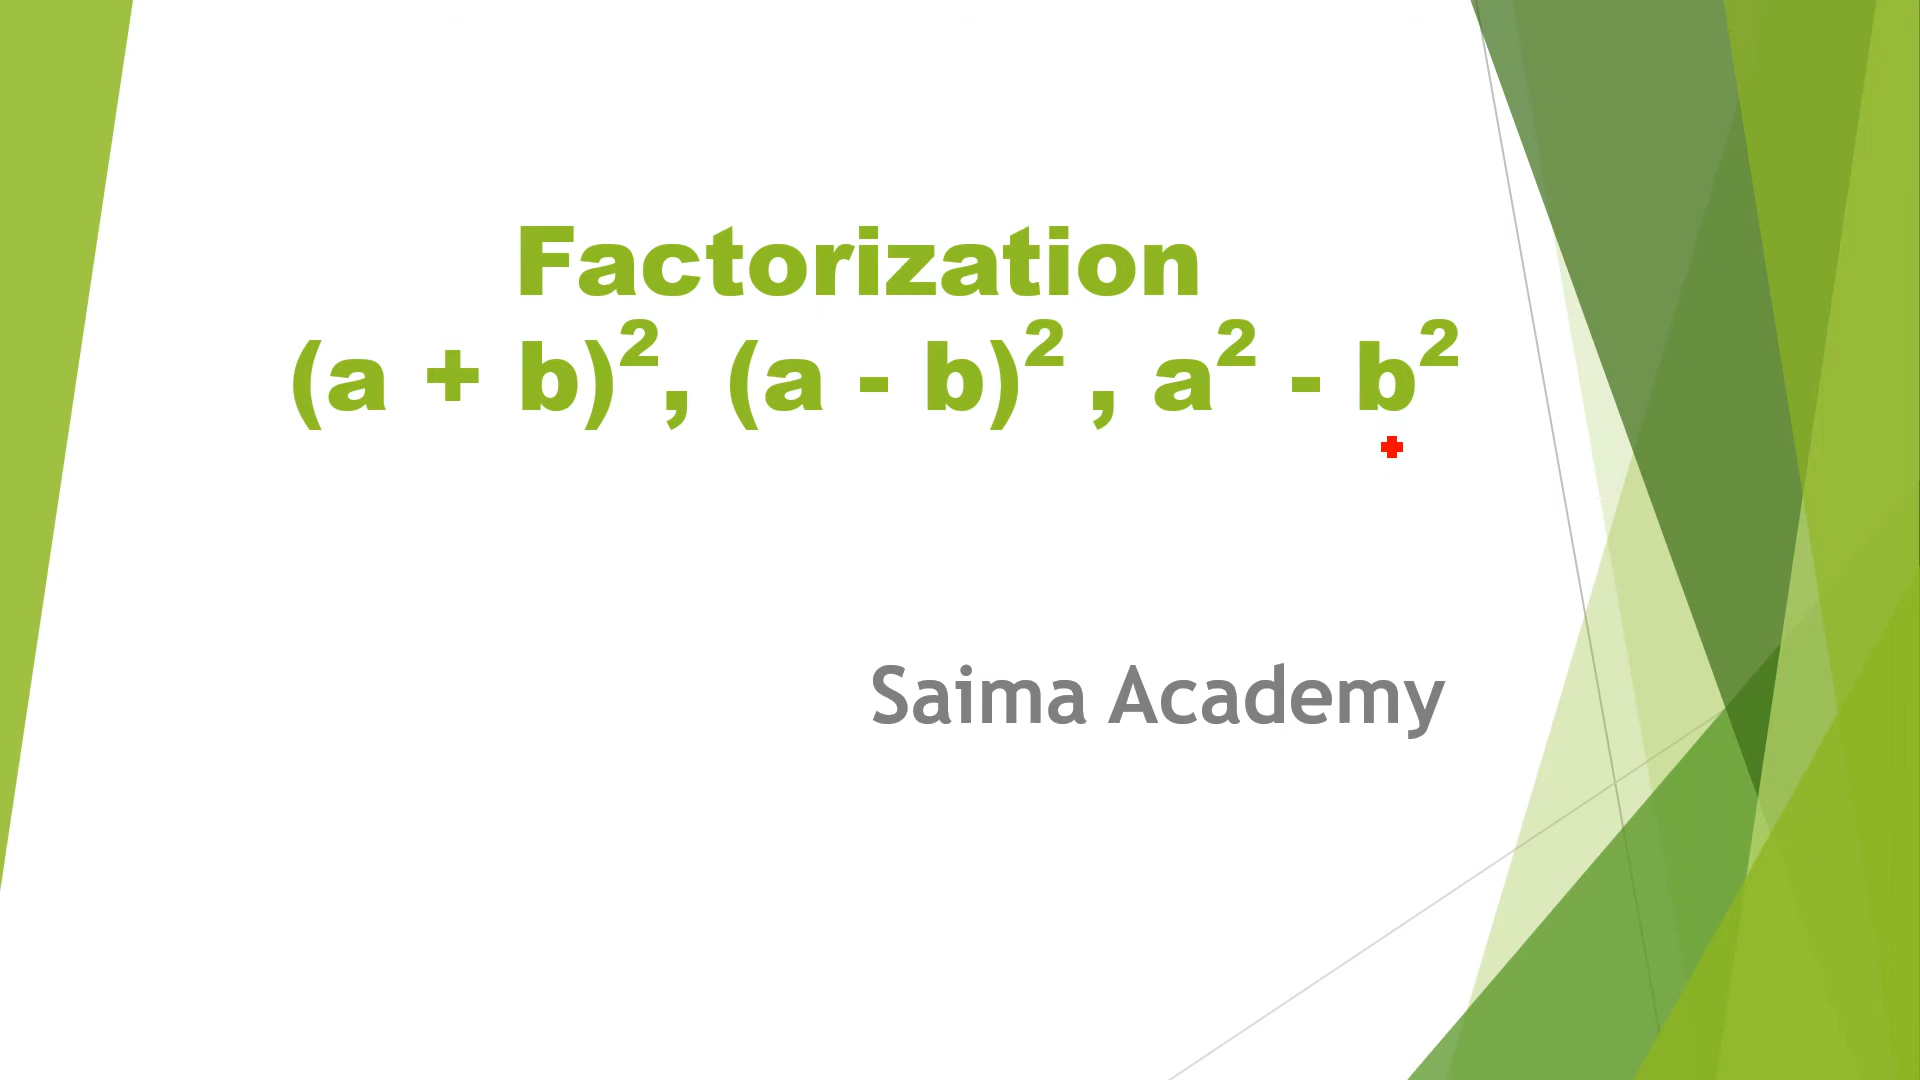 Factorization
(a + b)², (a - b)² , a² - b²
Saima Academy